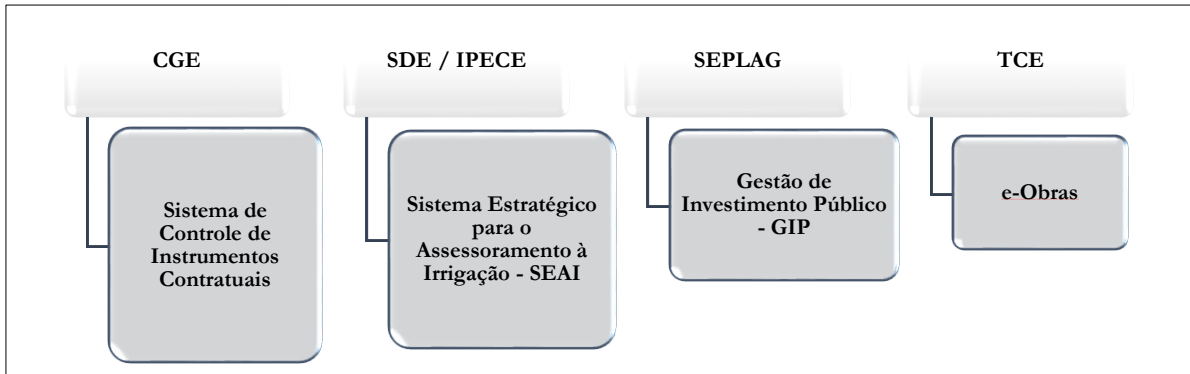 CGE
Sistema de
Controle de
Instrumentos
Contratuais
SDE / IPECE
Sistema Estratégico
para o
Assessoramento à
Irrigação - SEAI
SEPLAG
Gestão de
Investimento Público
- GIP
TCE
e-Obras